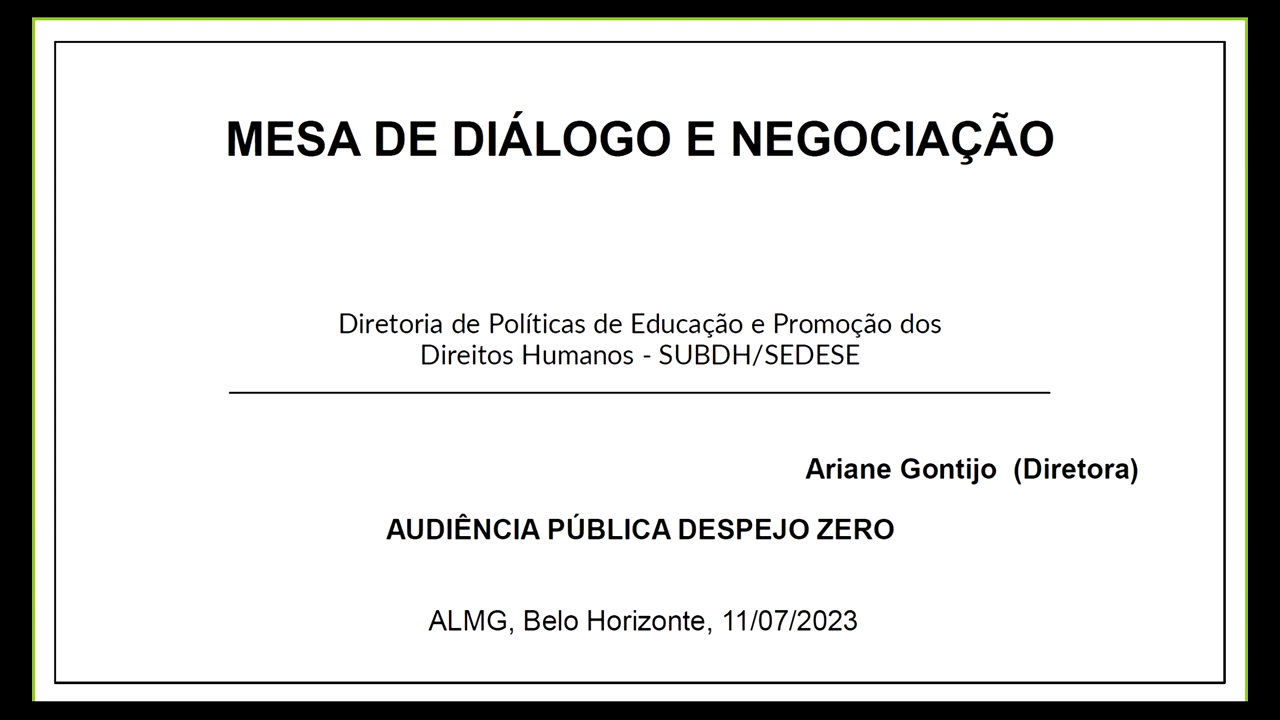 MESA DE DIÁLOGO E NEGOCIAÇÃO
Diretoria de Políticas de Educação e Promoção dos
Direitos Humanos - SUBDH/SEDESE
Ariane Gontijo (Diretora)
AUDIÊNCIA PÚBLICA DESPEJO ZERO
ALMG, Belo Horizonte, 11/07/2023